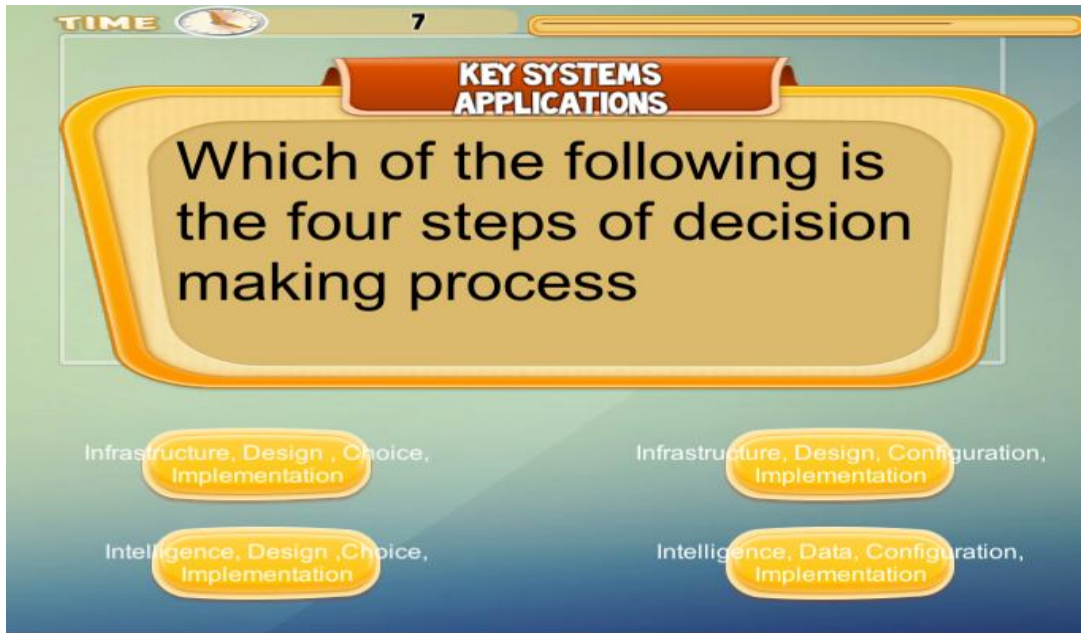 TIME 7
KEY SYSTEMS
APPLICATIONS
Which of the following is
the four steps of decision
making process
Infrastructure, Design , Choice,
Implementation
Infrastructure, Design, Configuration,
Implementation
Intelligence, Design ,Choice,
Implementation
Intelligence, Data, Configuration,
Implementation